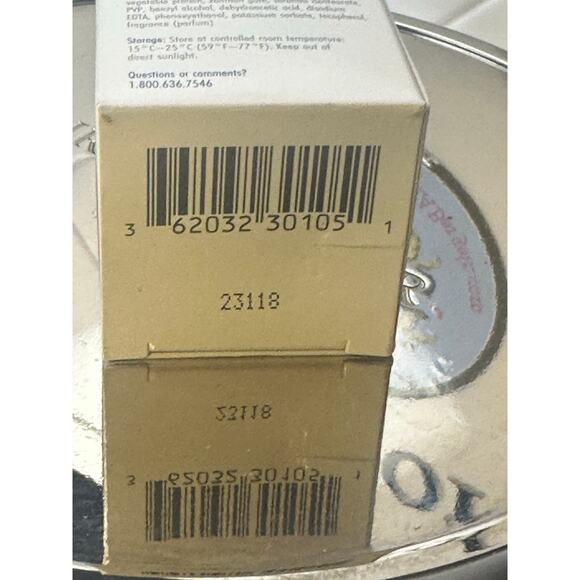 PVP, benzyl alcohol, dehydroacetic acid, disodium
EDTA, phenoxyethanol, potassium sorbate, tocopherol,
fragrance (parfum)
Storage: Store at controlled room temperature:
15°C–25°C (59°F–77°F). Keep out of
direct sunlight.
Questions or comments?
1.800.636.7546
3 62032 30105 1
23118